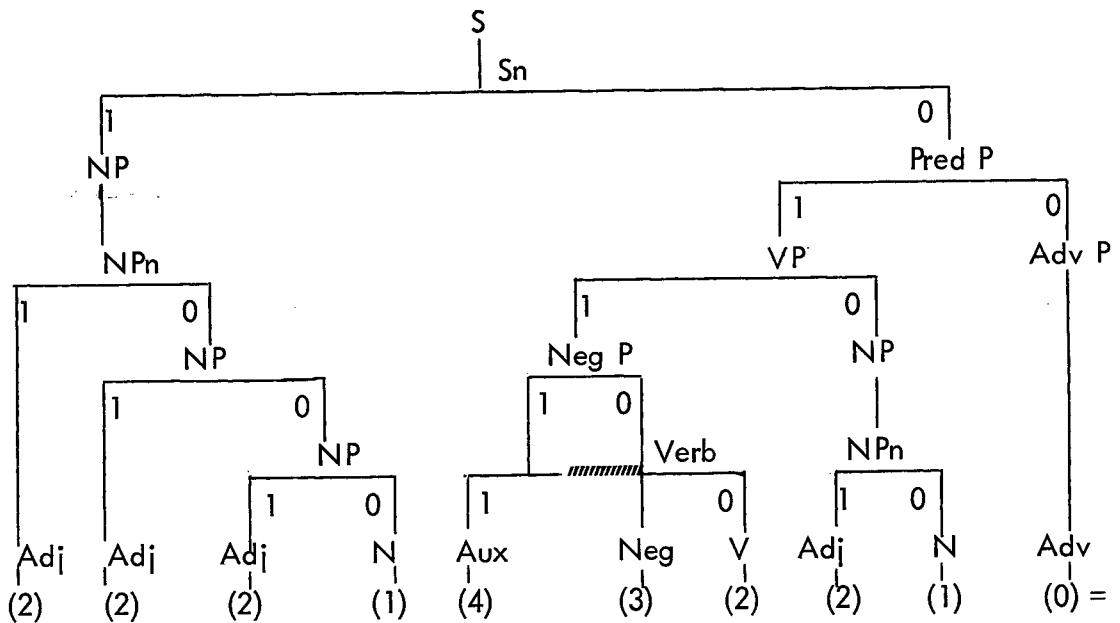 S
Sn
1 0
NP Pred P
1 0
NPn VP Adv P
1 0 1 0
NP Neg P NP
1 0 1 0
NP Verb NPn
1 0 1 0 1 0
Adj Adj Adj N Aux Neg V Adj N Adv
(2) (2) (2) (1) (4) (3) (2) (2) (1) (0) =